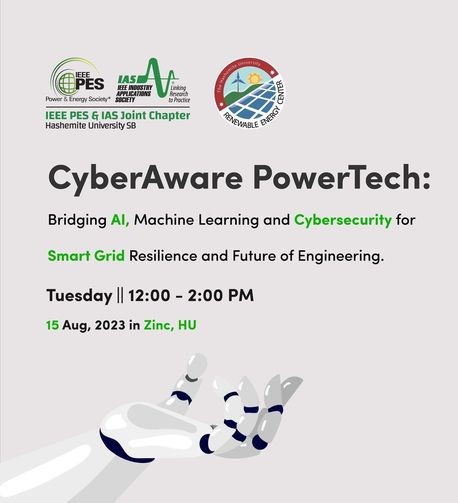 IEEE
PES
Power & Energy Society®
IAS
IEEE INDUSTRY
APPLICATIONS
SOCIETY
Linking
Research
to Practice
IEEE PES & IAS Joint Chapter
Hashemite University SB
The Hashemite University
RENEWABLE ENERGY CENTER
CyberAware PowerTech:
Bridging AI, Machine Learning and Cybersecurity for
Smart Grid Resilience and Future of Engineering.
Tuesday || 12:00 - 2:00 PM
15 Aug, 2023 in Zinc, HU